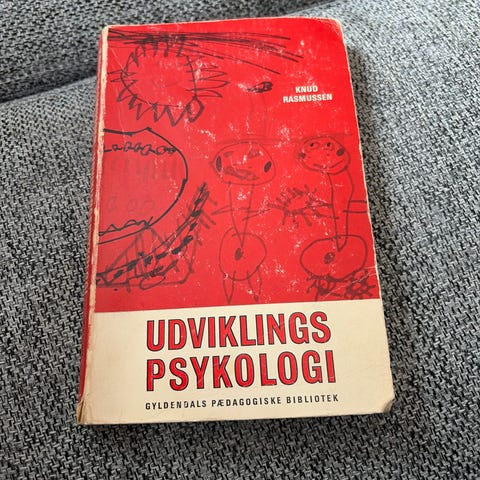 KNUD
RASMUSSEN
UDVIKLINGS
PSYKOLOGI
GYLDENDALS PÆDAGOGISKE BIBLIOTEK